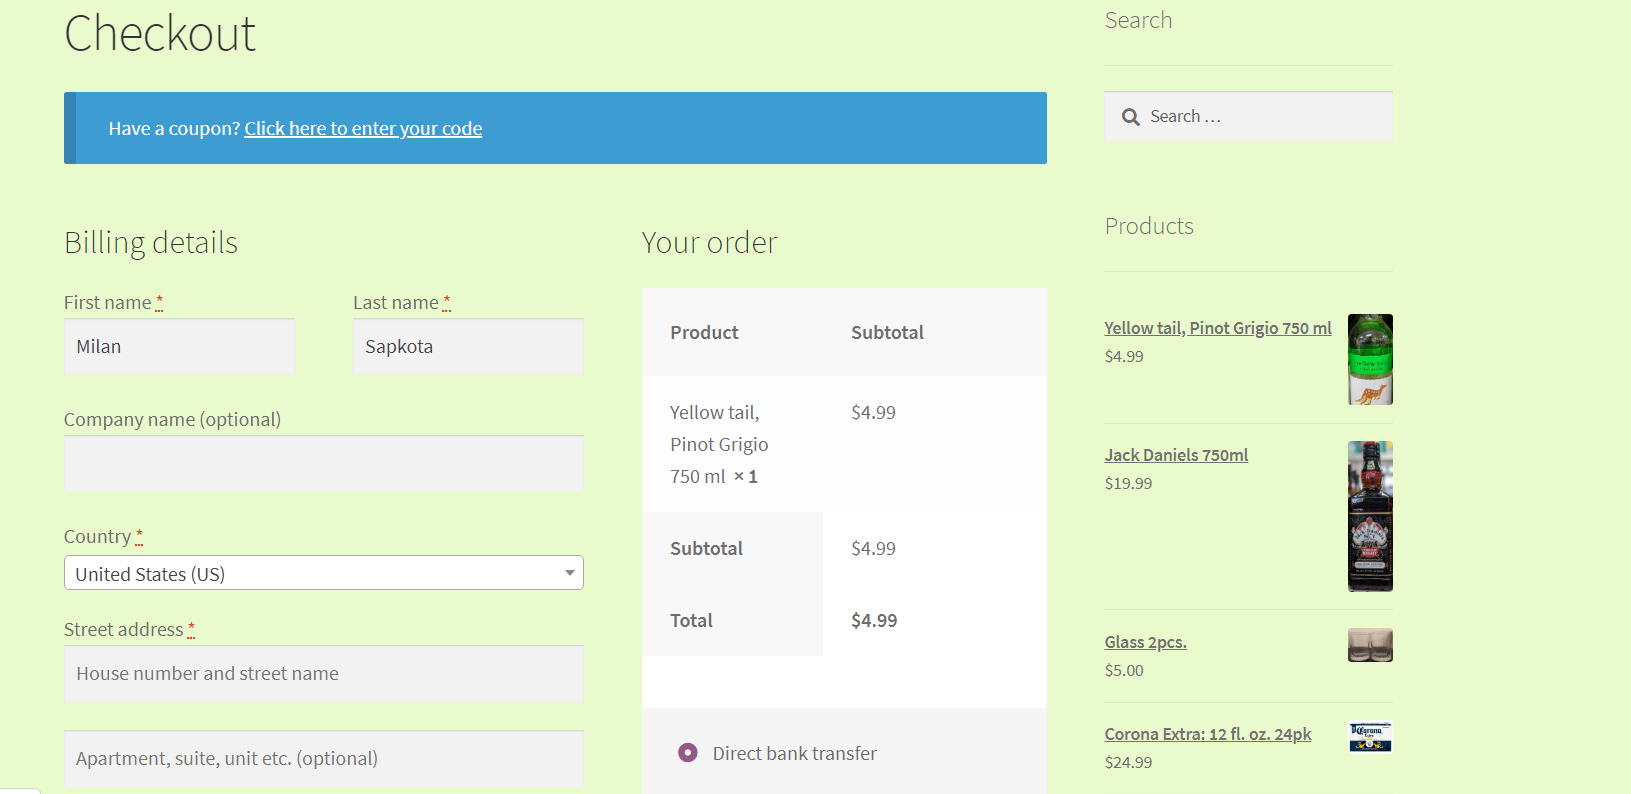 Checkout
Have a coupon? Click here to enter your code
Billing details
First name *
Last name *
Milan
Sapkota
Company name (optional)
Country *
United States (US)
Street address *
House number and street name
Apartment, suite, unit etc. (optional)
Your order
Product
Subtotal
Yellow tail,
Pinot Grigio
750 ml × 1
$4.99
Subtotal
$4.99
Total
$4.99
Direct bank transfer
Search
Search …
Products
Yellow tail, Pinot Grigio 750 ml
$4.99
Jack Daniels 750ml
$19.99
Glass 2pcs.
$5.00
Corona Extra: 12 fl. oz. 24pk
$24.99